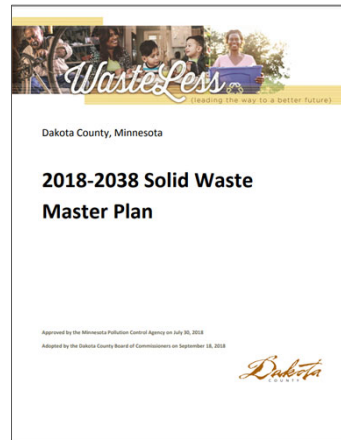 WasteLess
(leading the way to a better future)
Dakota County, Minnesota
2018-2038 Solid Waste
Master Plan
Approved by the Minnesota Pollution Control Agency on July 30, 2018
Adopted by the Dakota County Board of Commissioners on September 18, 2018
Dakota
COUNTY